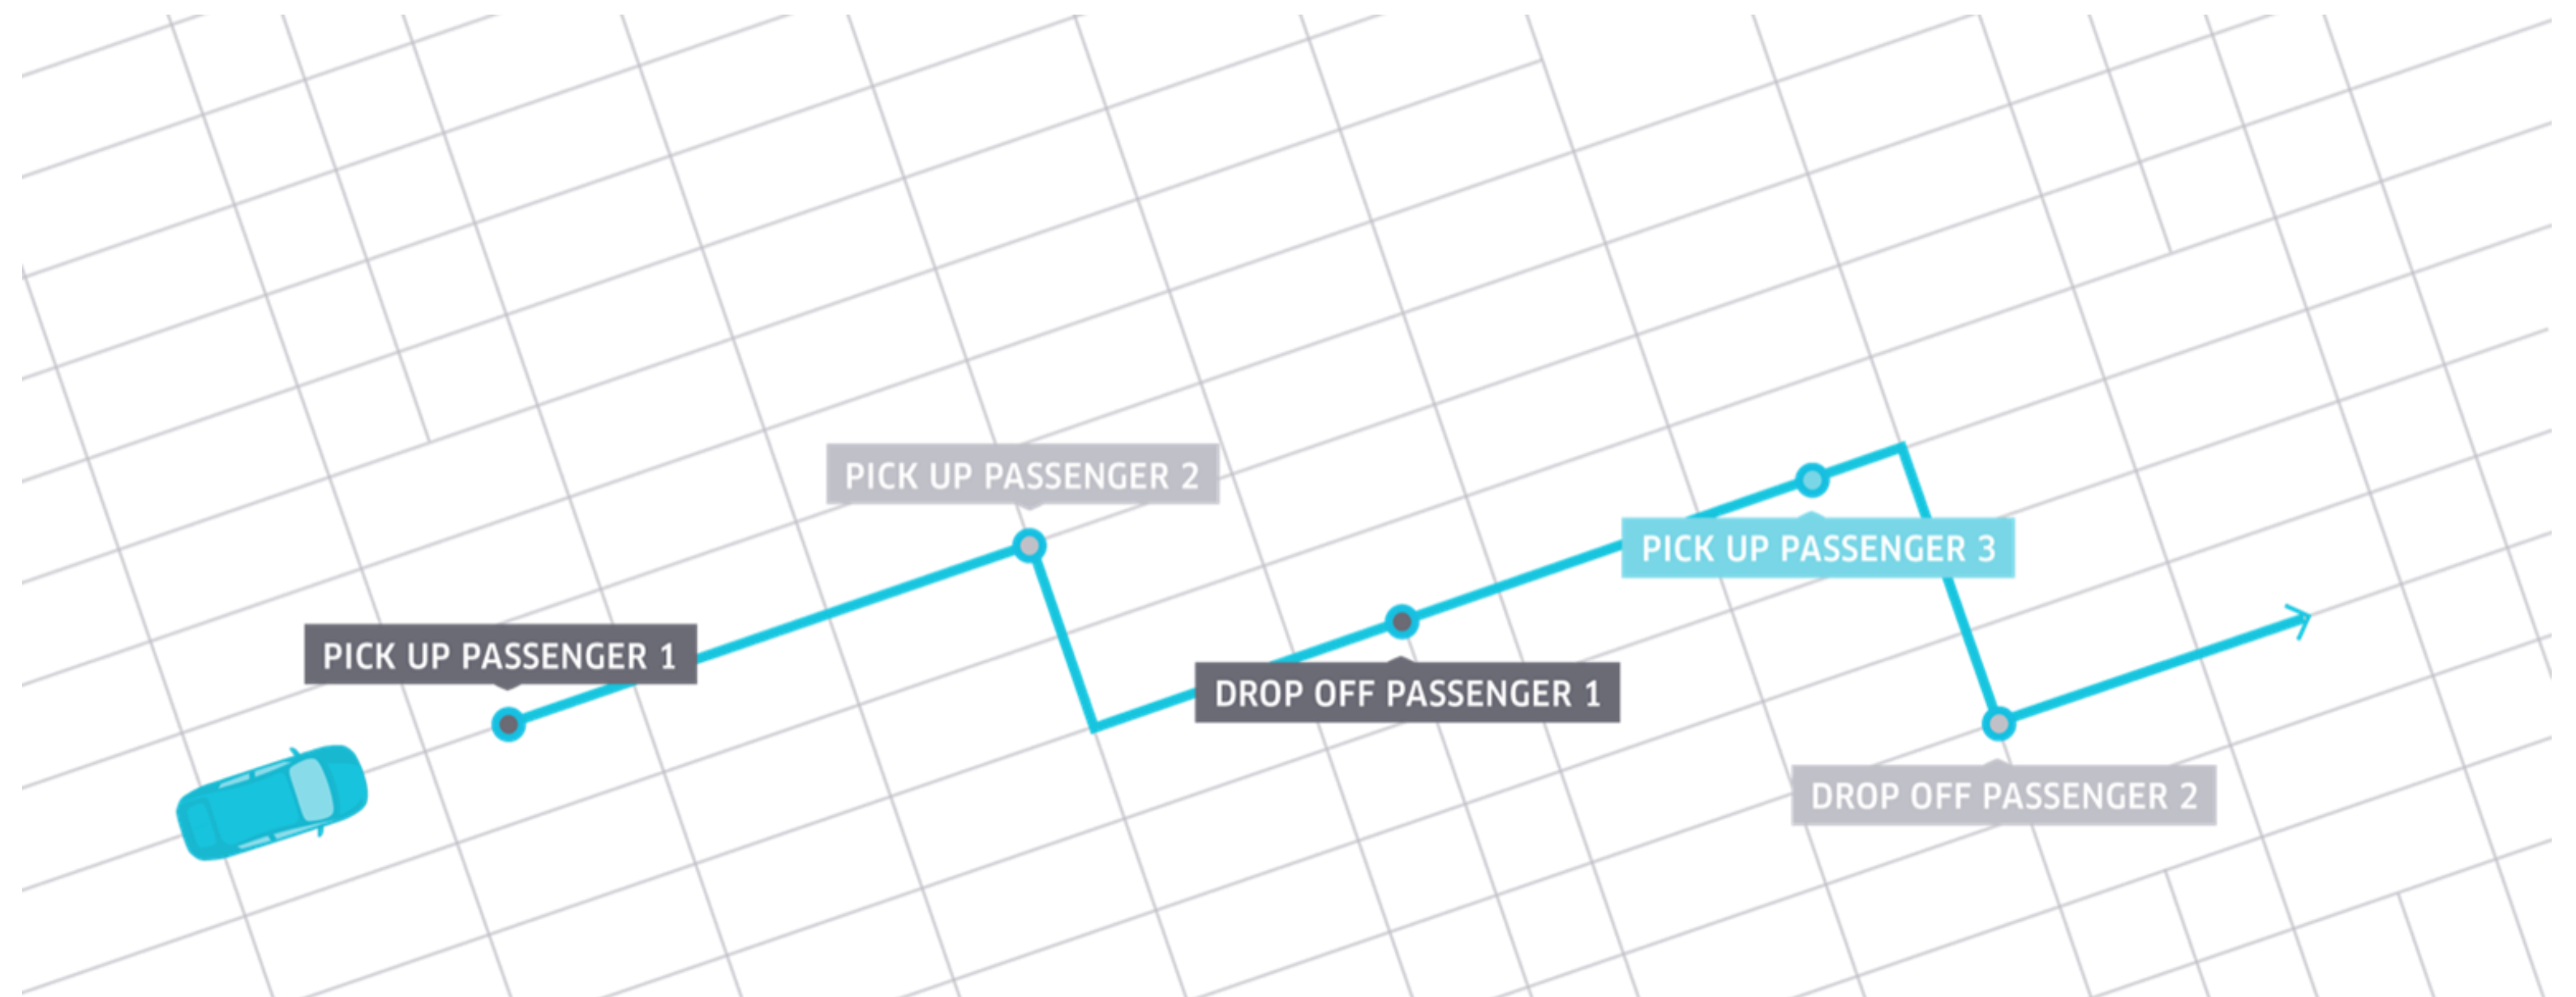 PICK UP PASSENGER 1
PICK UP PASSENGER 2
DROP OFF PASSENGER 1
PICK UP PASSENGER 3
DROP OFF PASSENGER 2